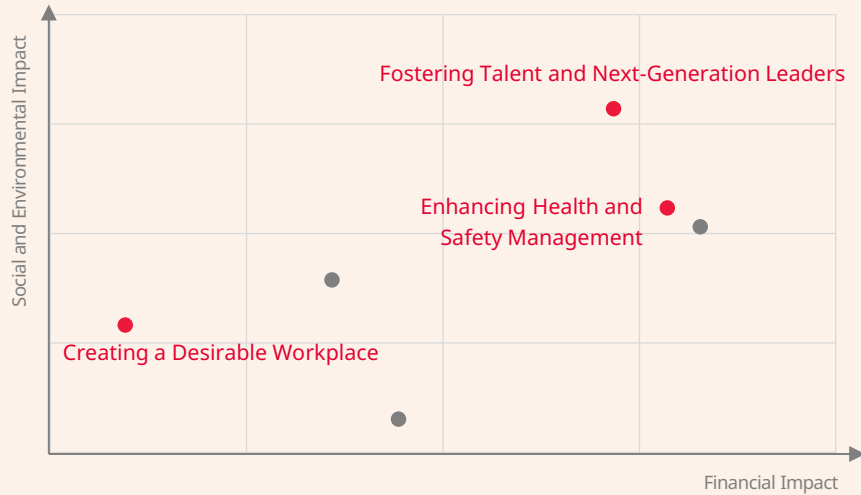 Social and Environmental Impact
Fostering Talent and Next-Generation Leaders
Enhancing Health and
Safety Management
Creating a Desirable Workplace
Financial Impact